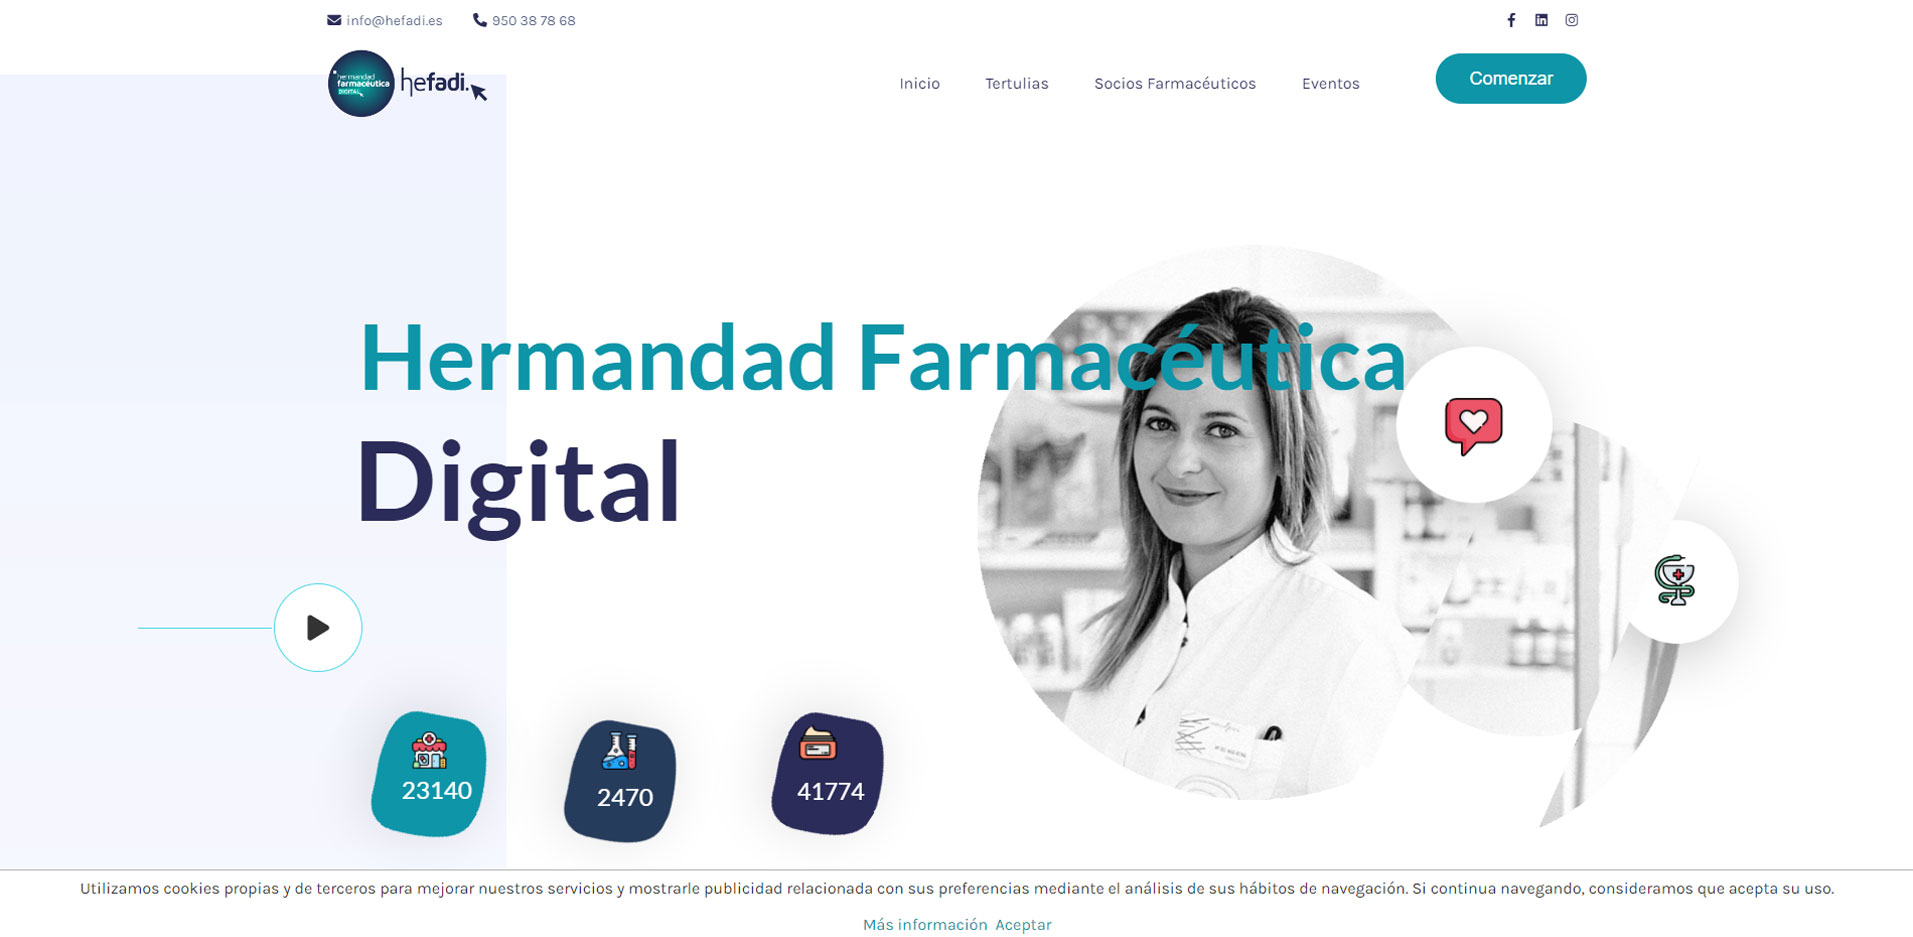 info@hefadi.es 950 38 78 68
hermandad
farmacéutica
DIGITAL
hefadi.
Inicio Tertulias Socios Farmacéuticos Eventos Comenzar
Hermandad Farmacéutica
Digital
23140 2470 41774
Utilizamos cookies propias y de terceros para mejorar nuestros servicios y mostrarle publicidad relacionada con sus preferencias mediante el análisis de sus hábitos de navegación. Si continua navegando, consideramos que acepta su uso.
Más información Aceptar